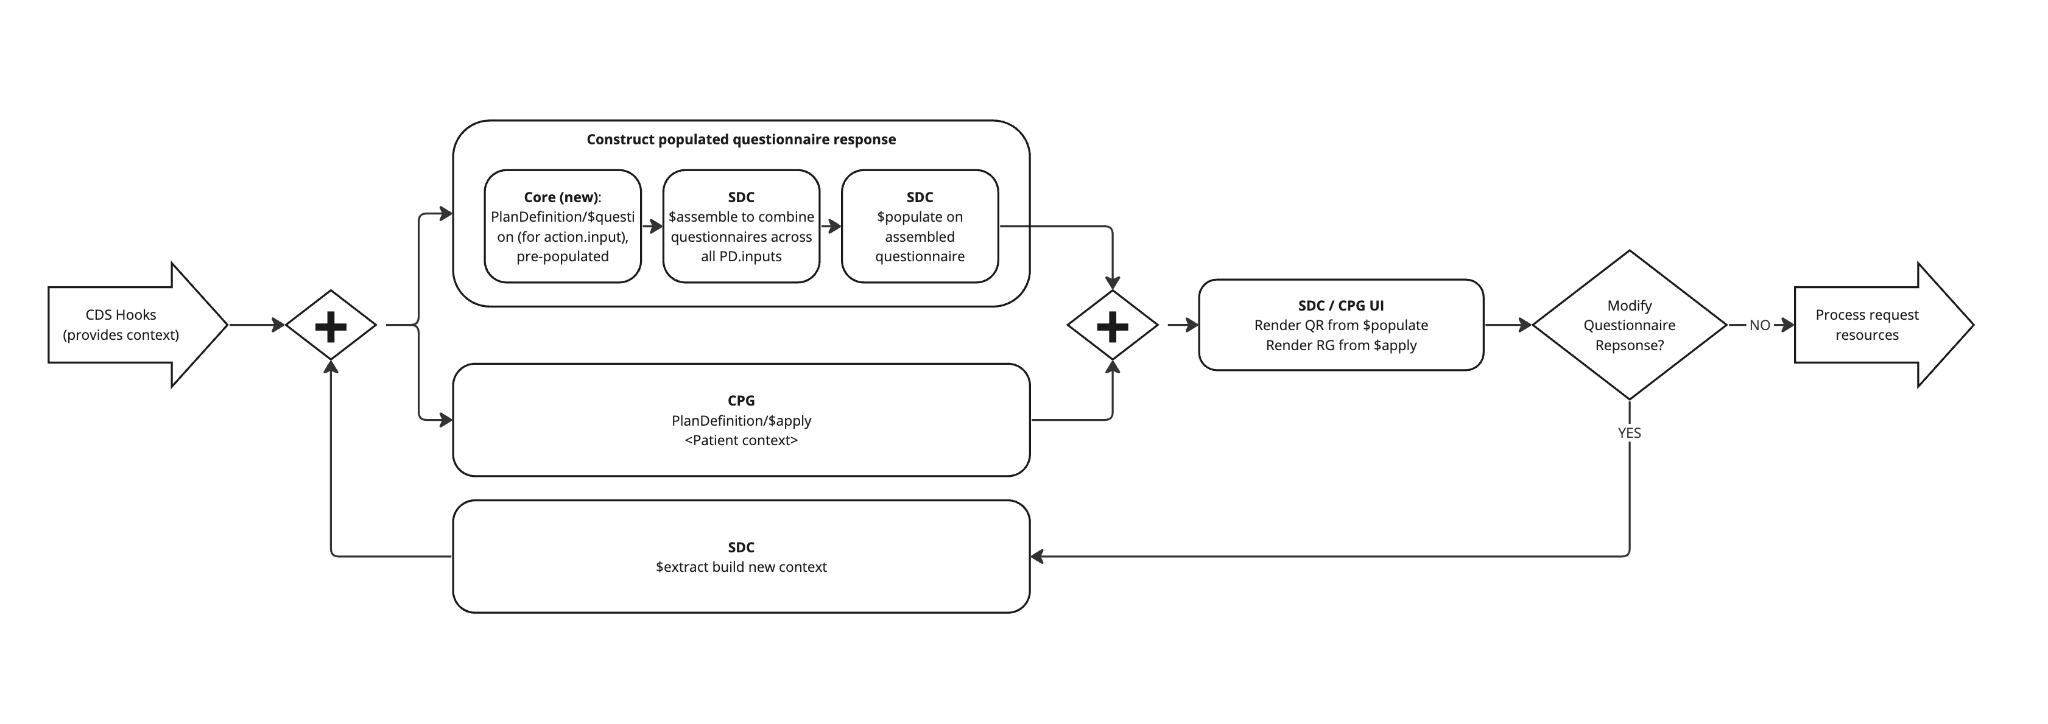 Construct populated questionnaire response
Core (new):
PlanDefinition/$questi
on (for action.input),
pre-populated
SDC
$assemble to combine
questionnaires across
all PD.inputs
SDC
$populate on
assembled
questionnaire
CDS Hooks
(provides context)
CPG
PlanDefinition/$apply
<Patient context>
SDC
$extract build new context
SDC / CPG UI
Render QR from $populate
Render RG from $apply
Modify
Questionnaire
Repsonse?
NO
YES
Process request
resources